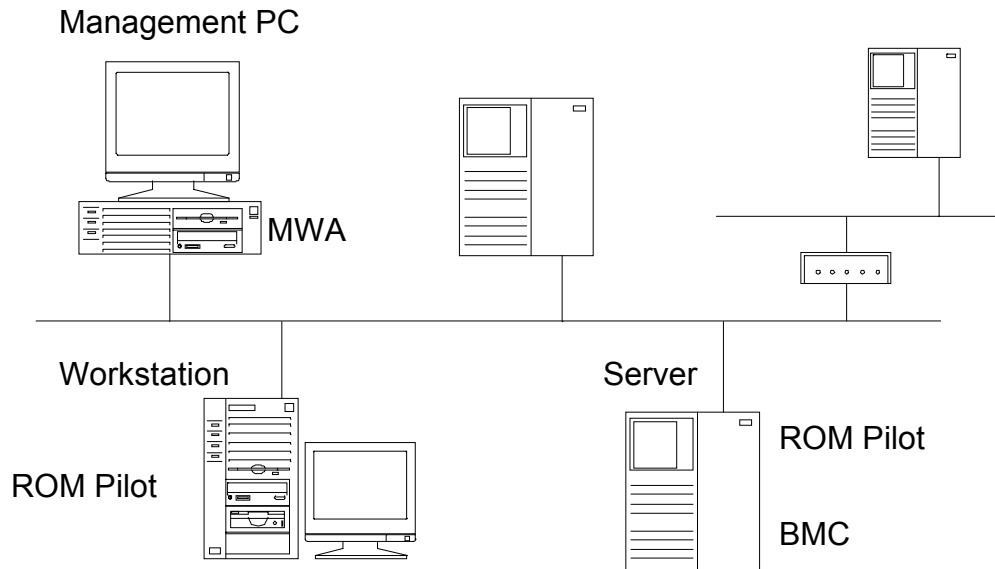 Management PC
MWA
Workstation
Server
ROM Pilot
ROM Pilot
BMC